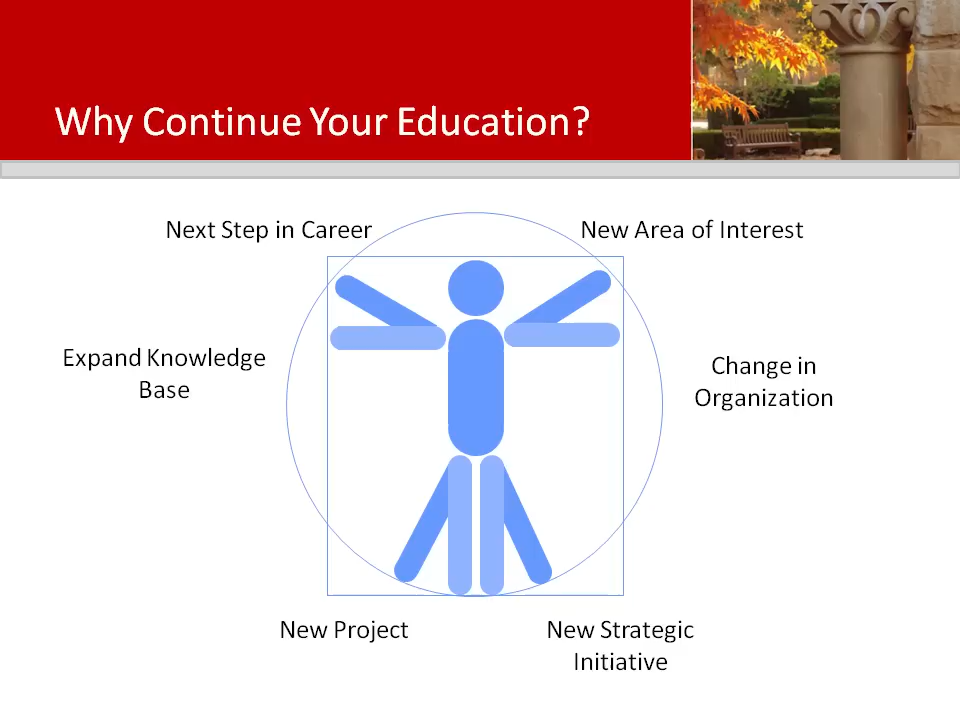 Why Continue Your Education?
Next Step in Career
New Area of Interest
Expand Knowledge
Base
Change in
Organization
New Project
New Strategic
Initiative